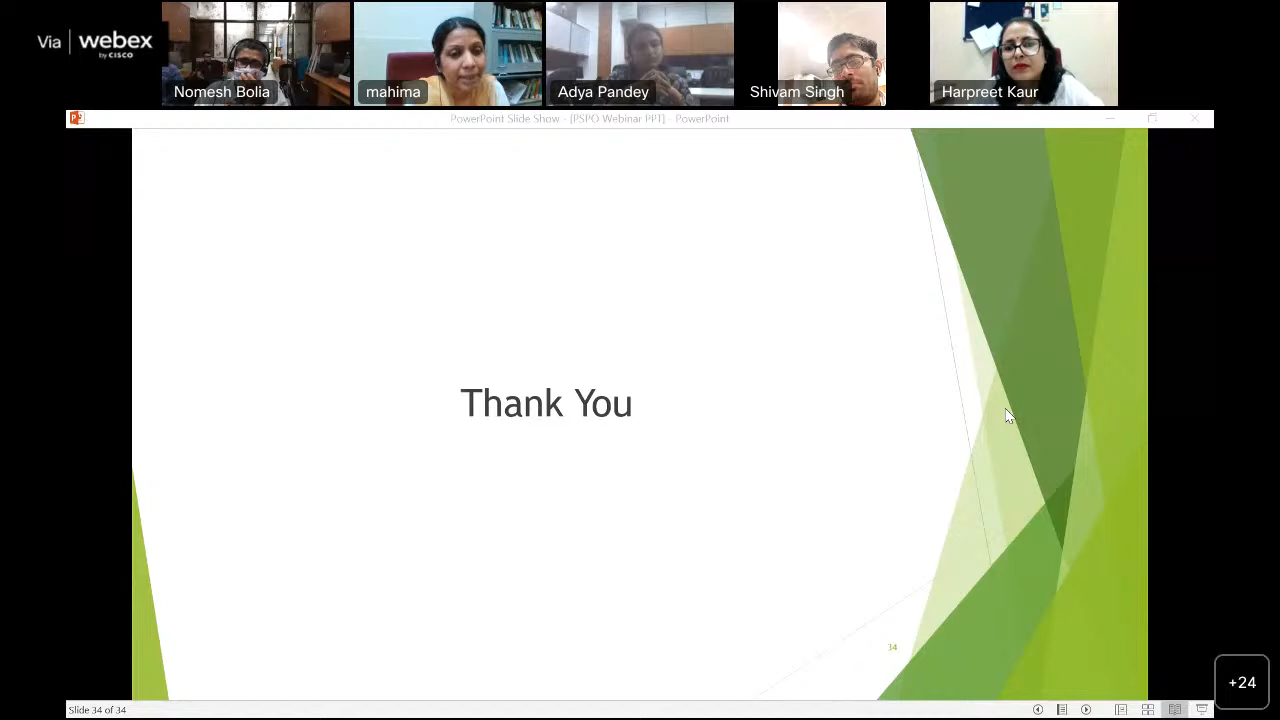 Via webex
by CISCO
Nomesh Bolia
mahima
Adya Pandey
Shivam Singh
Harpreet Kaur
PowerPoint Slide Show - [PSPO Webinar PPT] - PowerPoint
Thank You
34
Slide 34 of 34
+24